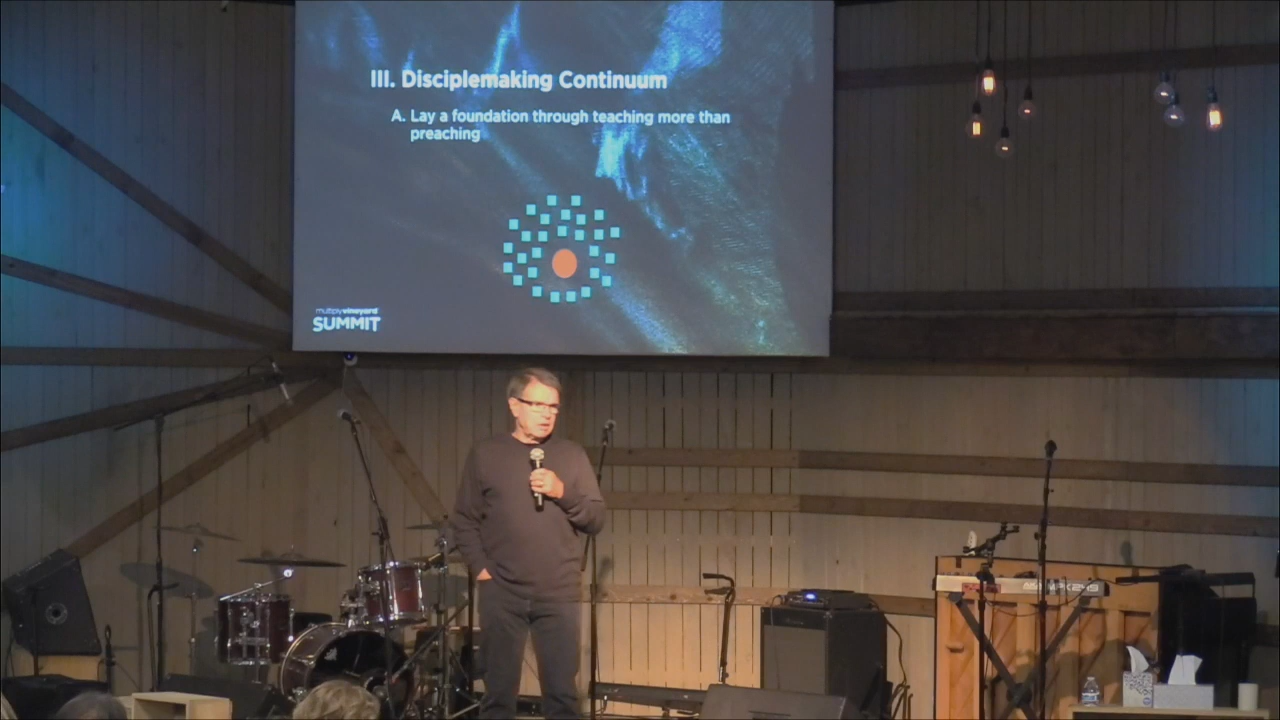 III. Disciplemaking Continuum
A. Lay a foundation through teaching more than
preaching
multiplyvineyard
SUMMIT